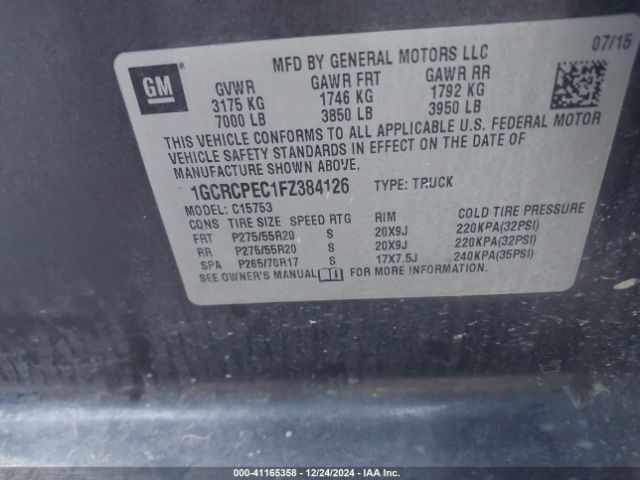 MFD BY GENERAL MOTORS LLC 07/15
GM
GVWR GAWR FRT GAWR RR
3175 KG 1746 KG 1792 KG
7000 LB 3850 LB 3950 LB
THIS VEHICLE CONFORMS TO ALL APPLICABLE U.S. FEDERAL MOTOR
VEHICLE SAFETY STANDARDS IN EFFECT ON THE DATE OF
MANUFACTURE SHOWN ABOVE.
1GCRCPEC1FZ384126 TYPE: TRUCK
MODEL: C15753
CONS TIRE SIZE SPEED RTG RIM COLD TIRE PRESSURE
FRT P275/55R20 S 20X9J 220KPA(32PSI)
RR P275/55R20 S 20X9J 220KPA(32PSI)
SPA P265/70R17 S 17X7.5J 240KPA(35PSI)
SEE OWNER'S MANUAL FOR MORE INFORMATION.
000-41165358 - 12/24/2024 - IAA Inc.